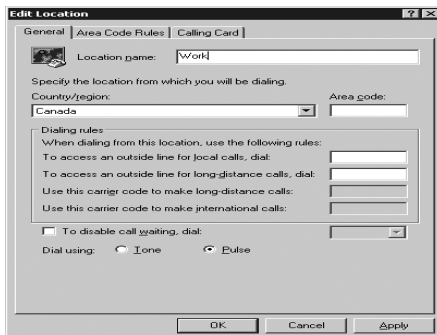 Edit Location
General Area Code Rules Calling Card
Location name: Work
Specify the location from which you will be dialing.
Country/region: Area code:
Canada
Dialing rules
When dialing from this location, use the following rules:
To access an outside line for local calls, dial:
To access an outside line for long-distance calls, dial:
Use this carrier code to make long-distance calls:
Use this carrier code to make international calls:
To disable call waiting, dial:
Dial using: Tone Pulse
OK Cancel Apply